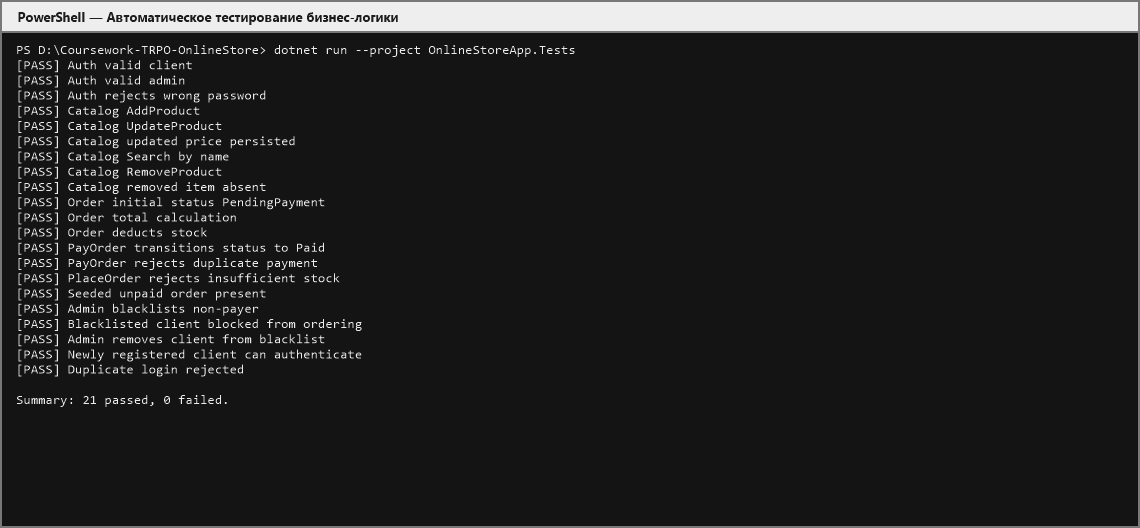 PowerShell — Автоматическое тестирование бизнес-логики
PS D:\Coursework-TRPO-OnlineStore> dotnet run --project OnlineStoreApp.Tests
[PASS] Auth valid client
[PASS] Auth valid admin
[PASS] Auth rejects wrong password
[PASS] Catalog AddProduct
[PASS] Catalog UpdateProduct
[PASS] Catalog updated price persisted
[PASS] Catalog Search by name
[PASS] Catalog RemoveProduct
[PASS] Catalog removed item absent
[PASS] Order initial status PendingPayment
[PASS] Order total calculation
[PASS] Order deducts stock
[PASS] PayOrder transitions status to Paid
[PASS] PayOrder rejects duplicate payment
[PASS] PlaceOrder rejects insufficient stock
[PASS] Seeded unpaid order present
[PASS] Admin blacklists non-payer
[PASS] Blacklisted client blocked from ordering
[PASS] Admin removes client from blacklist
[PASS] Newly registered client can authenticate
[PASS] Duplicate login rejected
Summary: 21 passed, 0 failed.